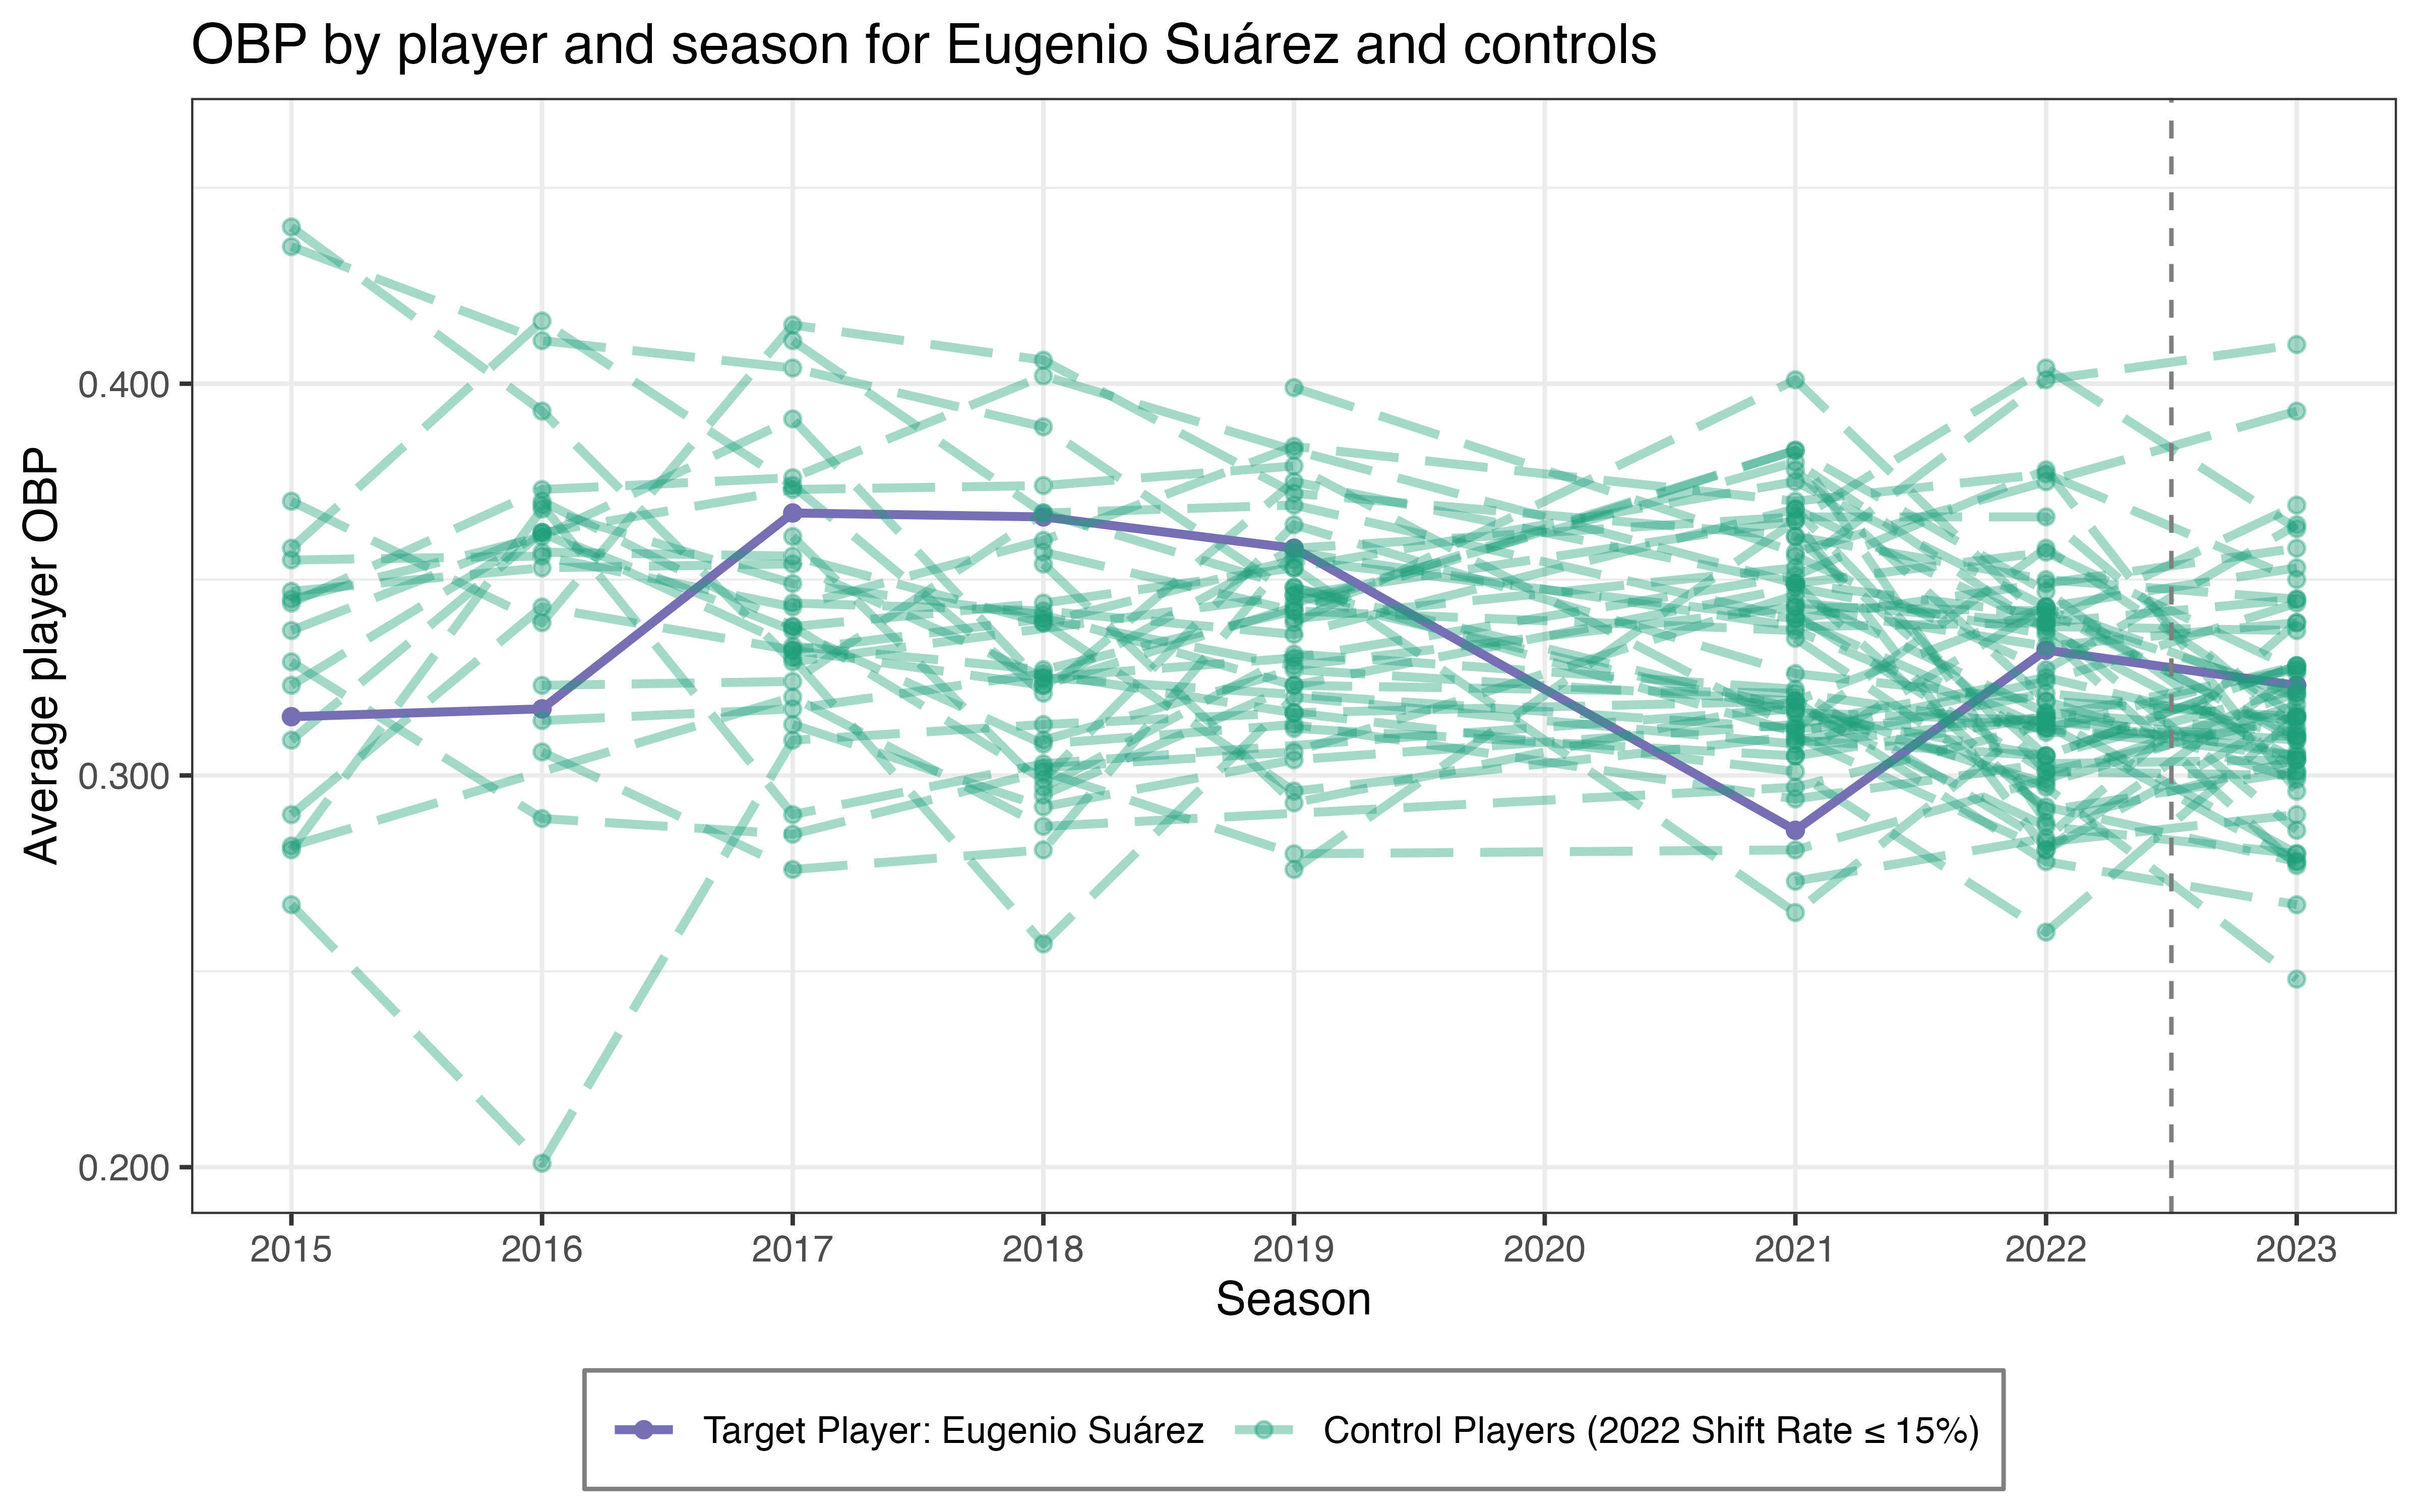 OBP by player and season for Eugenio Suárez and controls
Average player OBP
0.400
0.300
0.200
2015 2016 2017 2018 2019 2020 2021 2022 2023
Season
Target Player: Eugenio Suárez Control Players (2022 Shift Rate ≤ 15%)